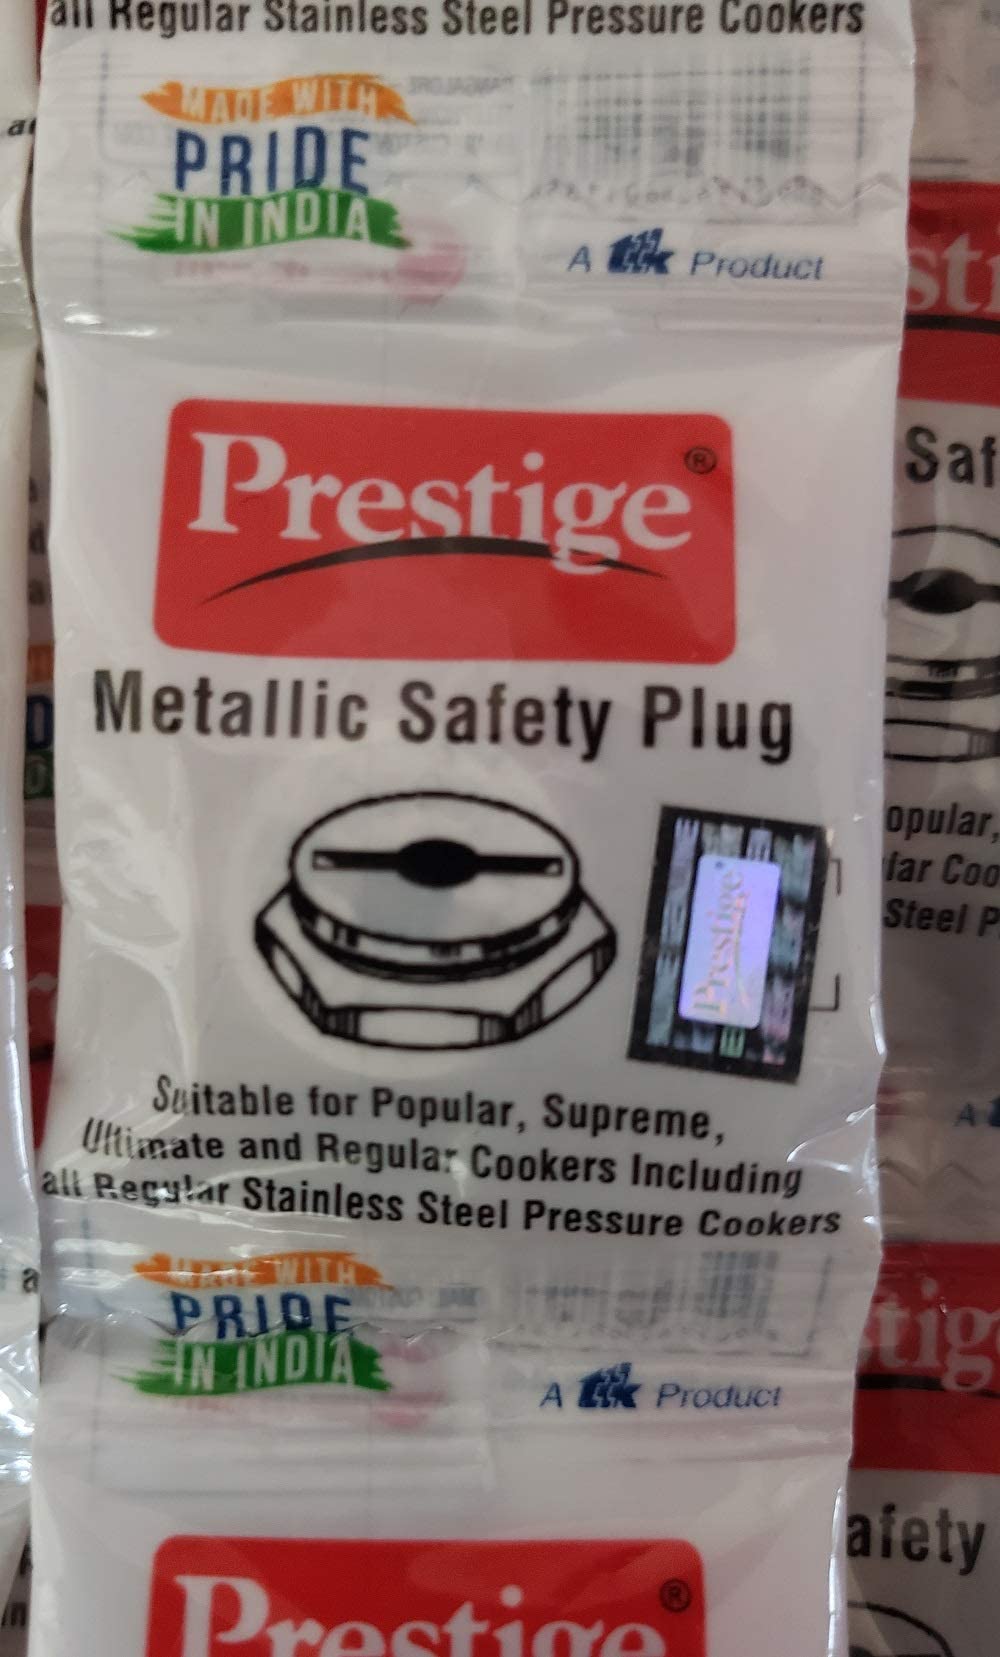 all Regular Stainless Steel Pressure Cookers
MADE WITH
PRIDE
IN INDIA
A ttk Product
Prestige®
Metallic Safety Plug
Prestige
Suitable for Popular, Supreme,
Ultimate and Regular Cookers Including
all Regular Stainless Steel Pressure Cookers
MADE WITH
PRIDE
IN INDIA
A ttk Product
Prestige®
Saf
opular,
lar Coo
Steel P
A
stig
afety